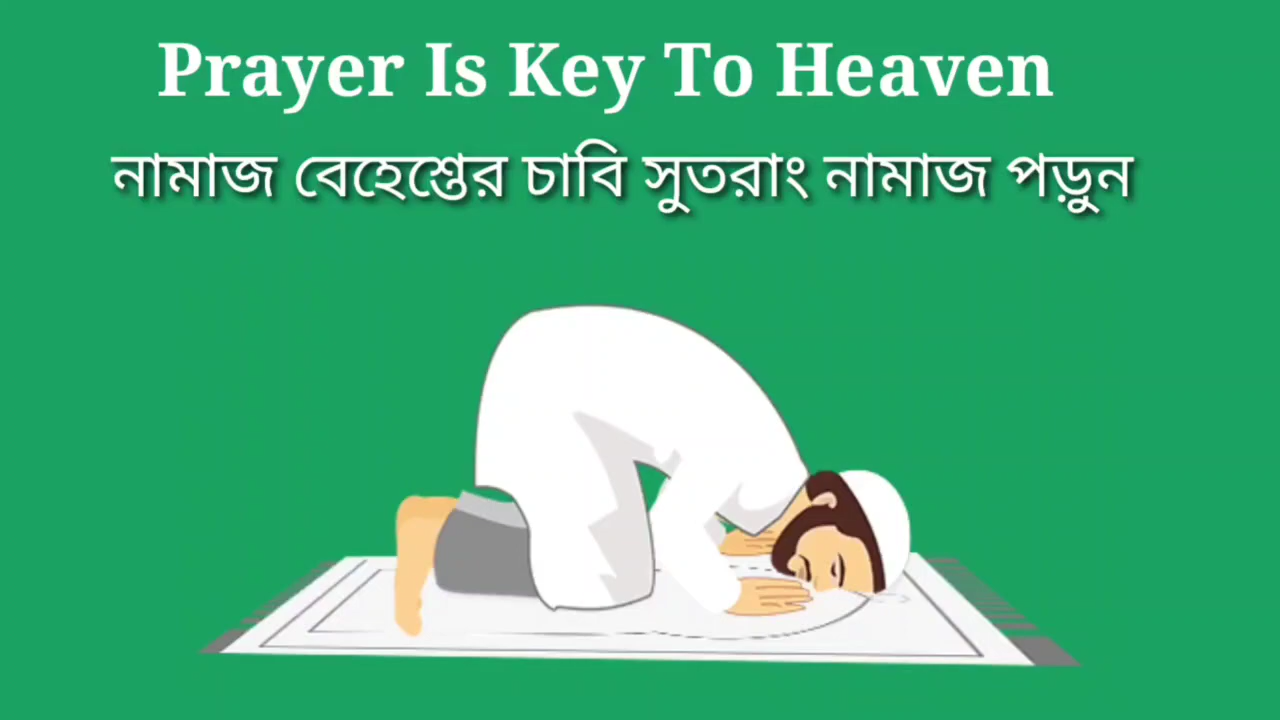 Prayer Is Key To Heaven
নামাজ বেহেশ্তের চাবি সুতরাং নামাজ পড়ুন